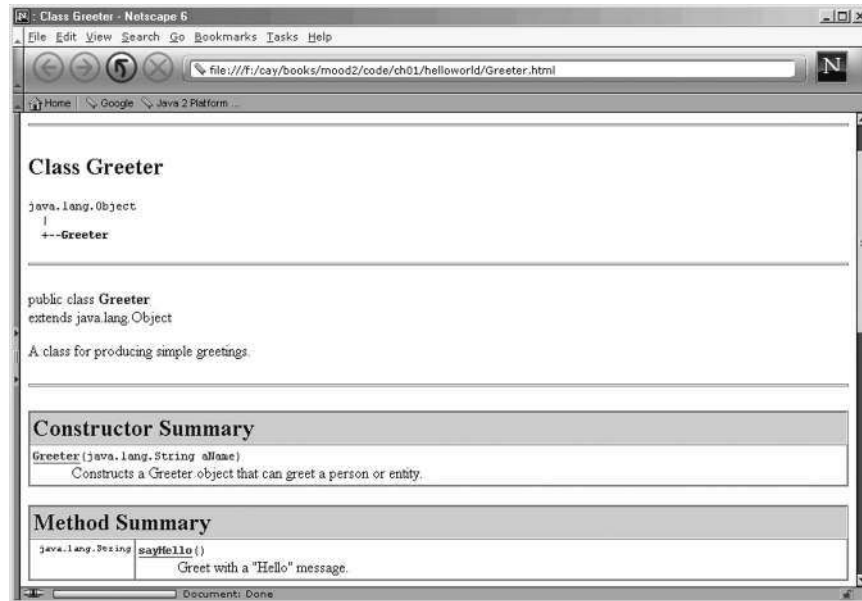 N : Class Greeter - Netscape 6
File Edit View Search Go Bookmarks Tasks Help
file:///f:/cay/books/mood2/code/ch01/helloworld/Greeter.html
N
Home Google Java 2 Platform ...
Class Greeter
java.lang.Object
|
+--Greeter
public class Greeter
extends java.lang.Object
A class for producing simple greetings.
Constructor Summary
Greeter(java.lang.String aName)
Constructs a Greeter object that can greet a person or entity.
Method Summary
java.lang.String sayHello()
Greet with a "Hello" message.
Document: Done